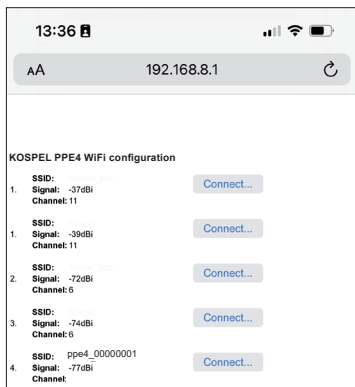 13:36
AA 192.168.8.1
KOSPEL PPE4 WiFi configuration
SSID:
1. Signal: -37dBi Connect...
Channel: 11
SSID:
1. Signal: -39dBi Connect...
Channel: 11
SSID:
2. Signal: -72dBi Connect...
Channel: 6
SSID:
3. Signal: -74dBi Connect...
Channel: 6
SSID: ppe4_00000001
4. Signal: -77dBi Connect...
Channel: